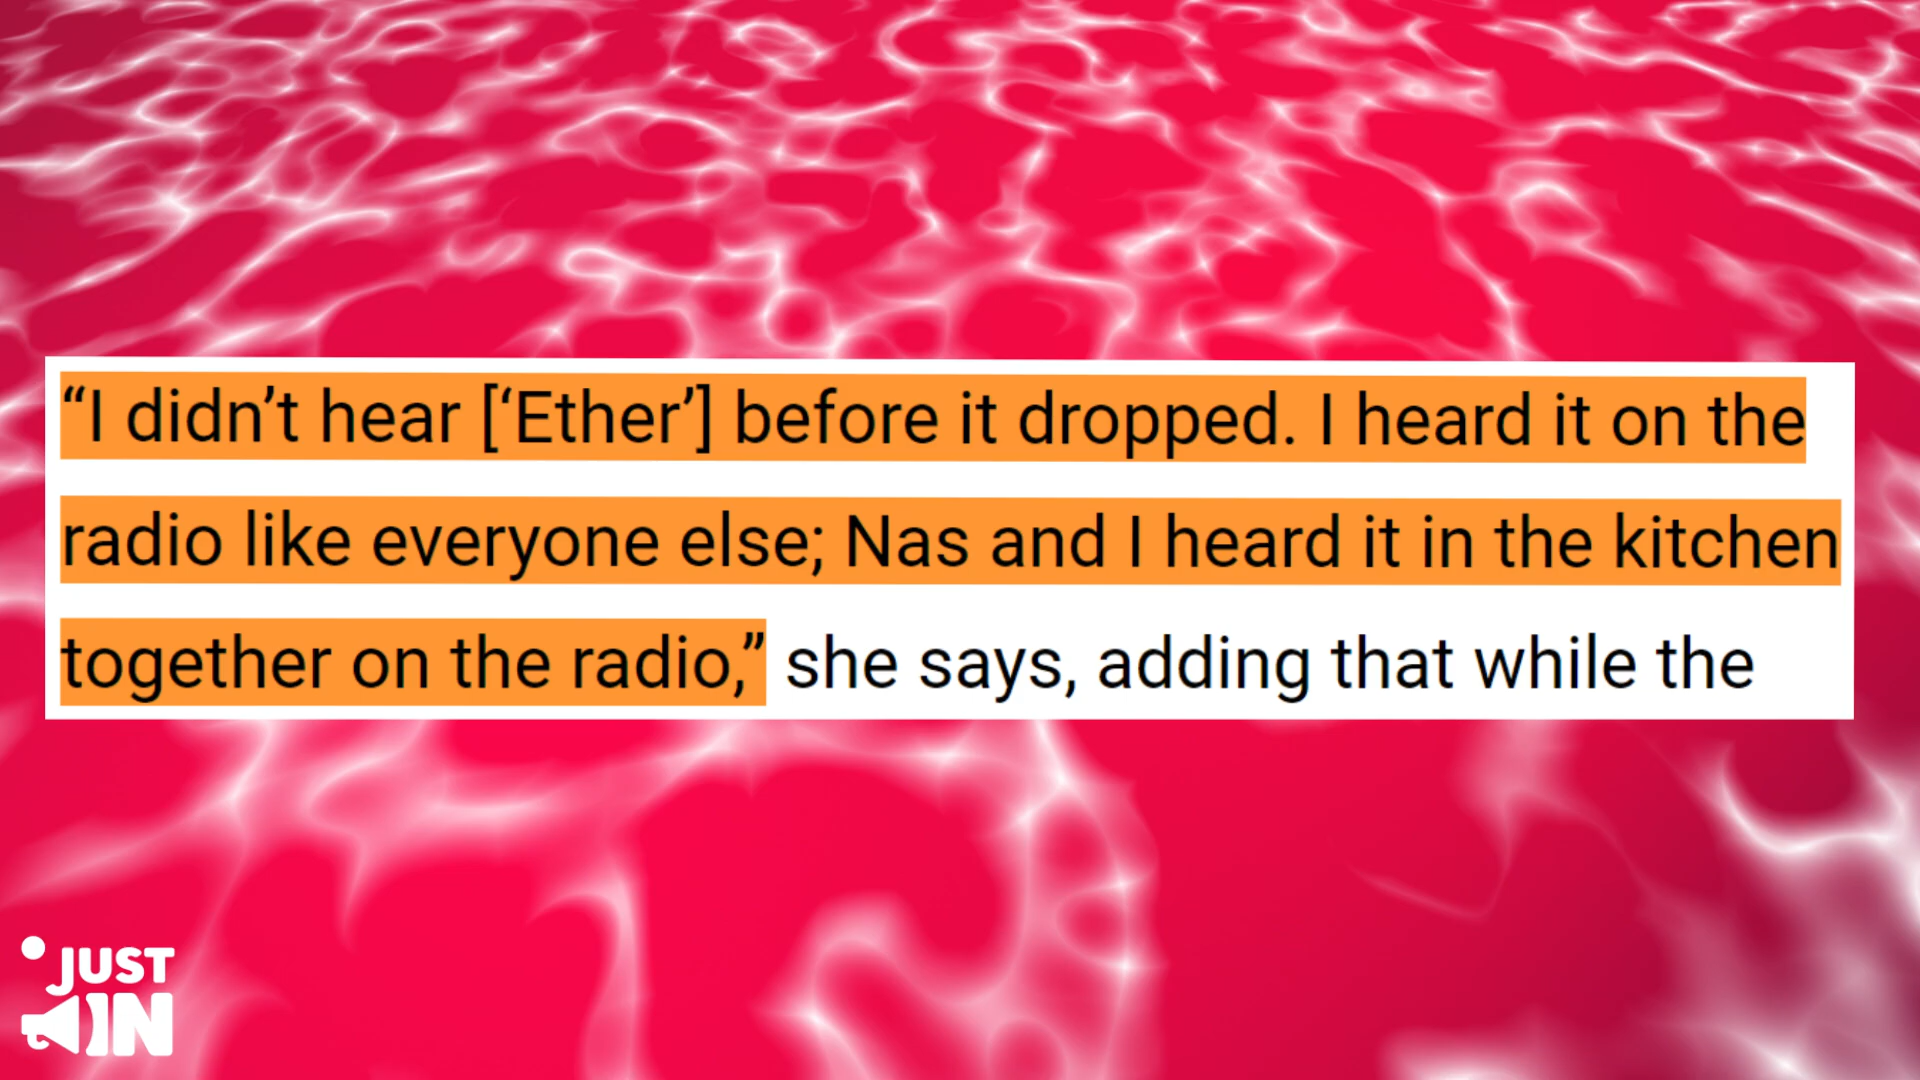 “I didn’t hear [‘Ether’] before it dropped. I heard it on the
radio like everyone else; Nas and I heard it in the kitchen
together on the radio,” she says, adding that while the
JUST
IN